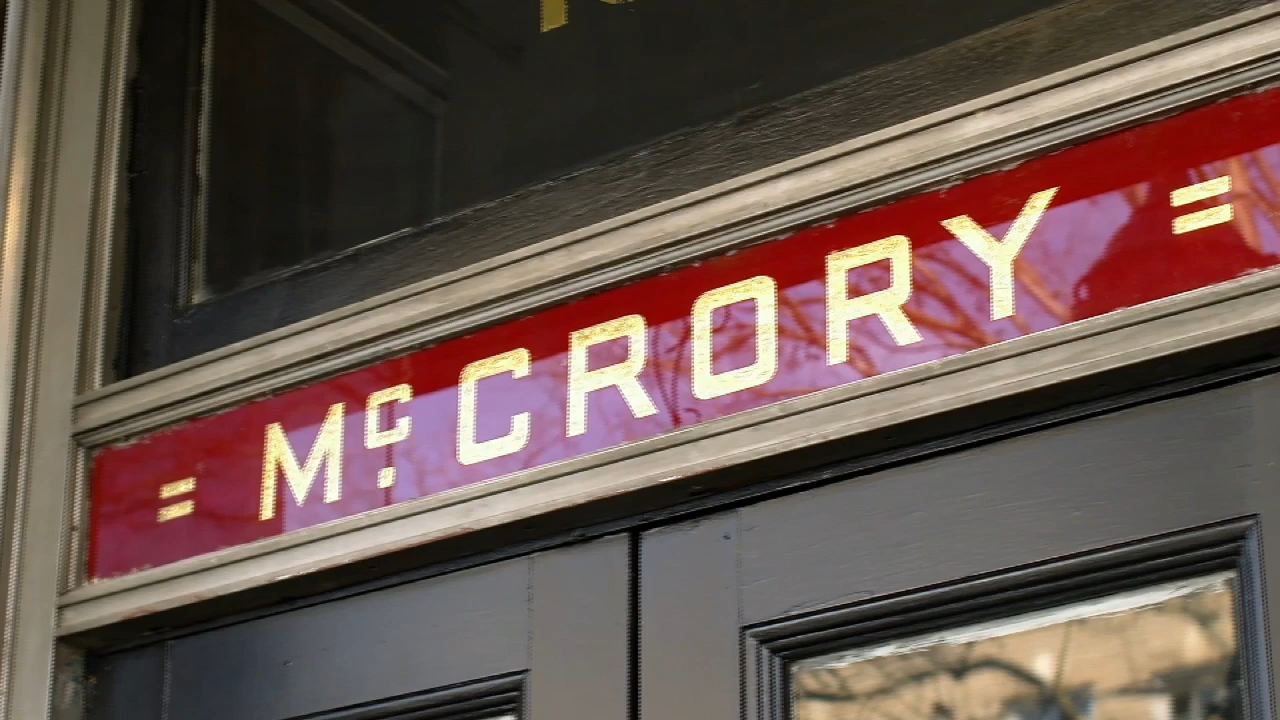 = McCRORY =